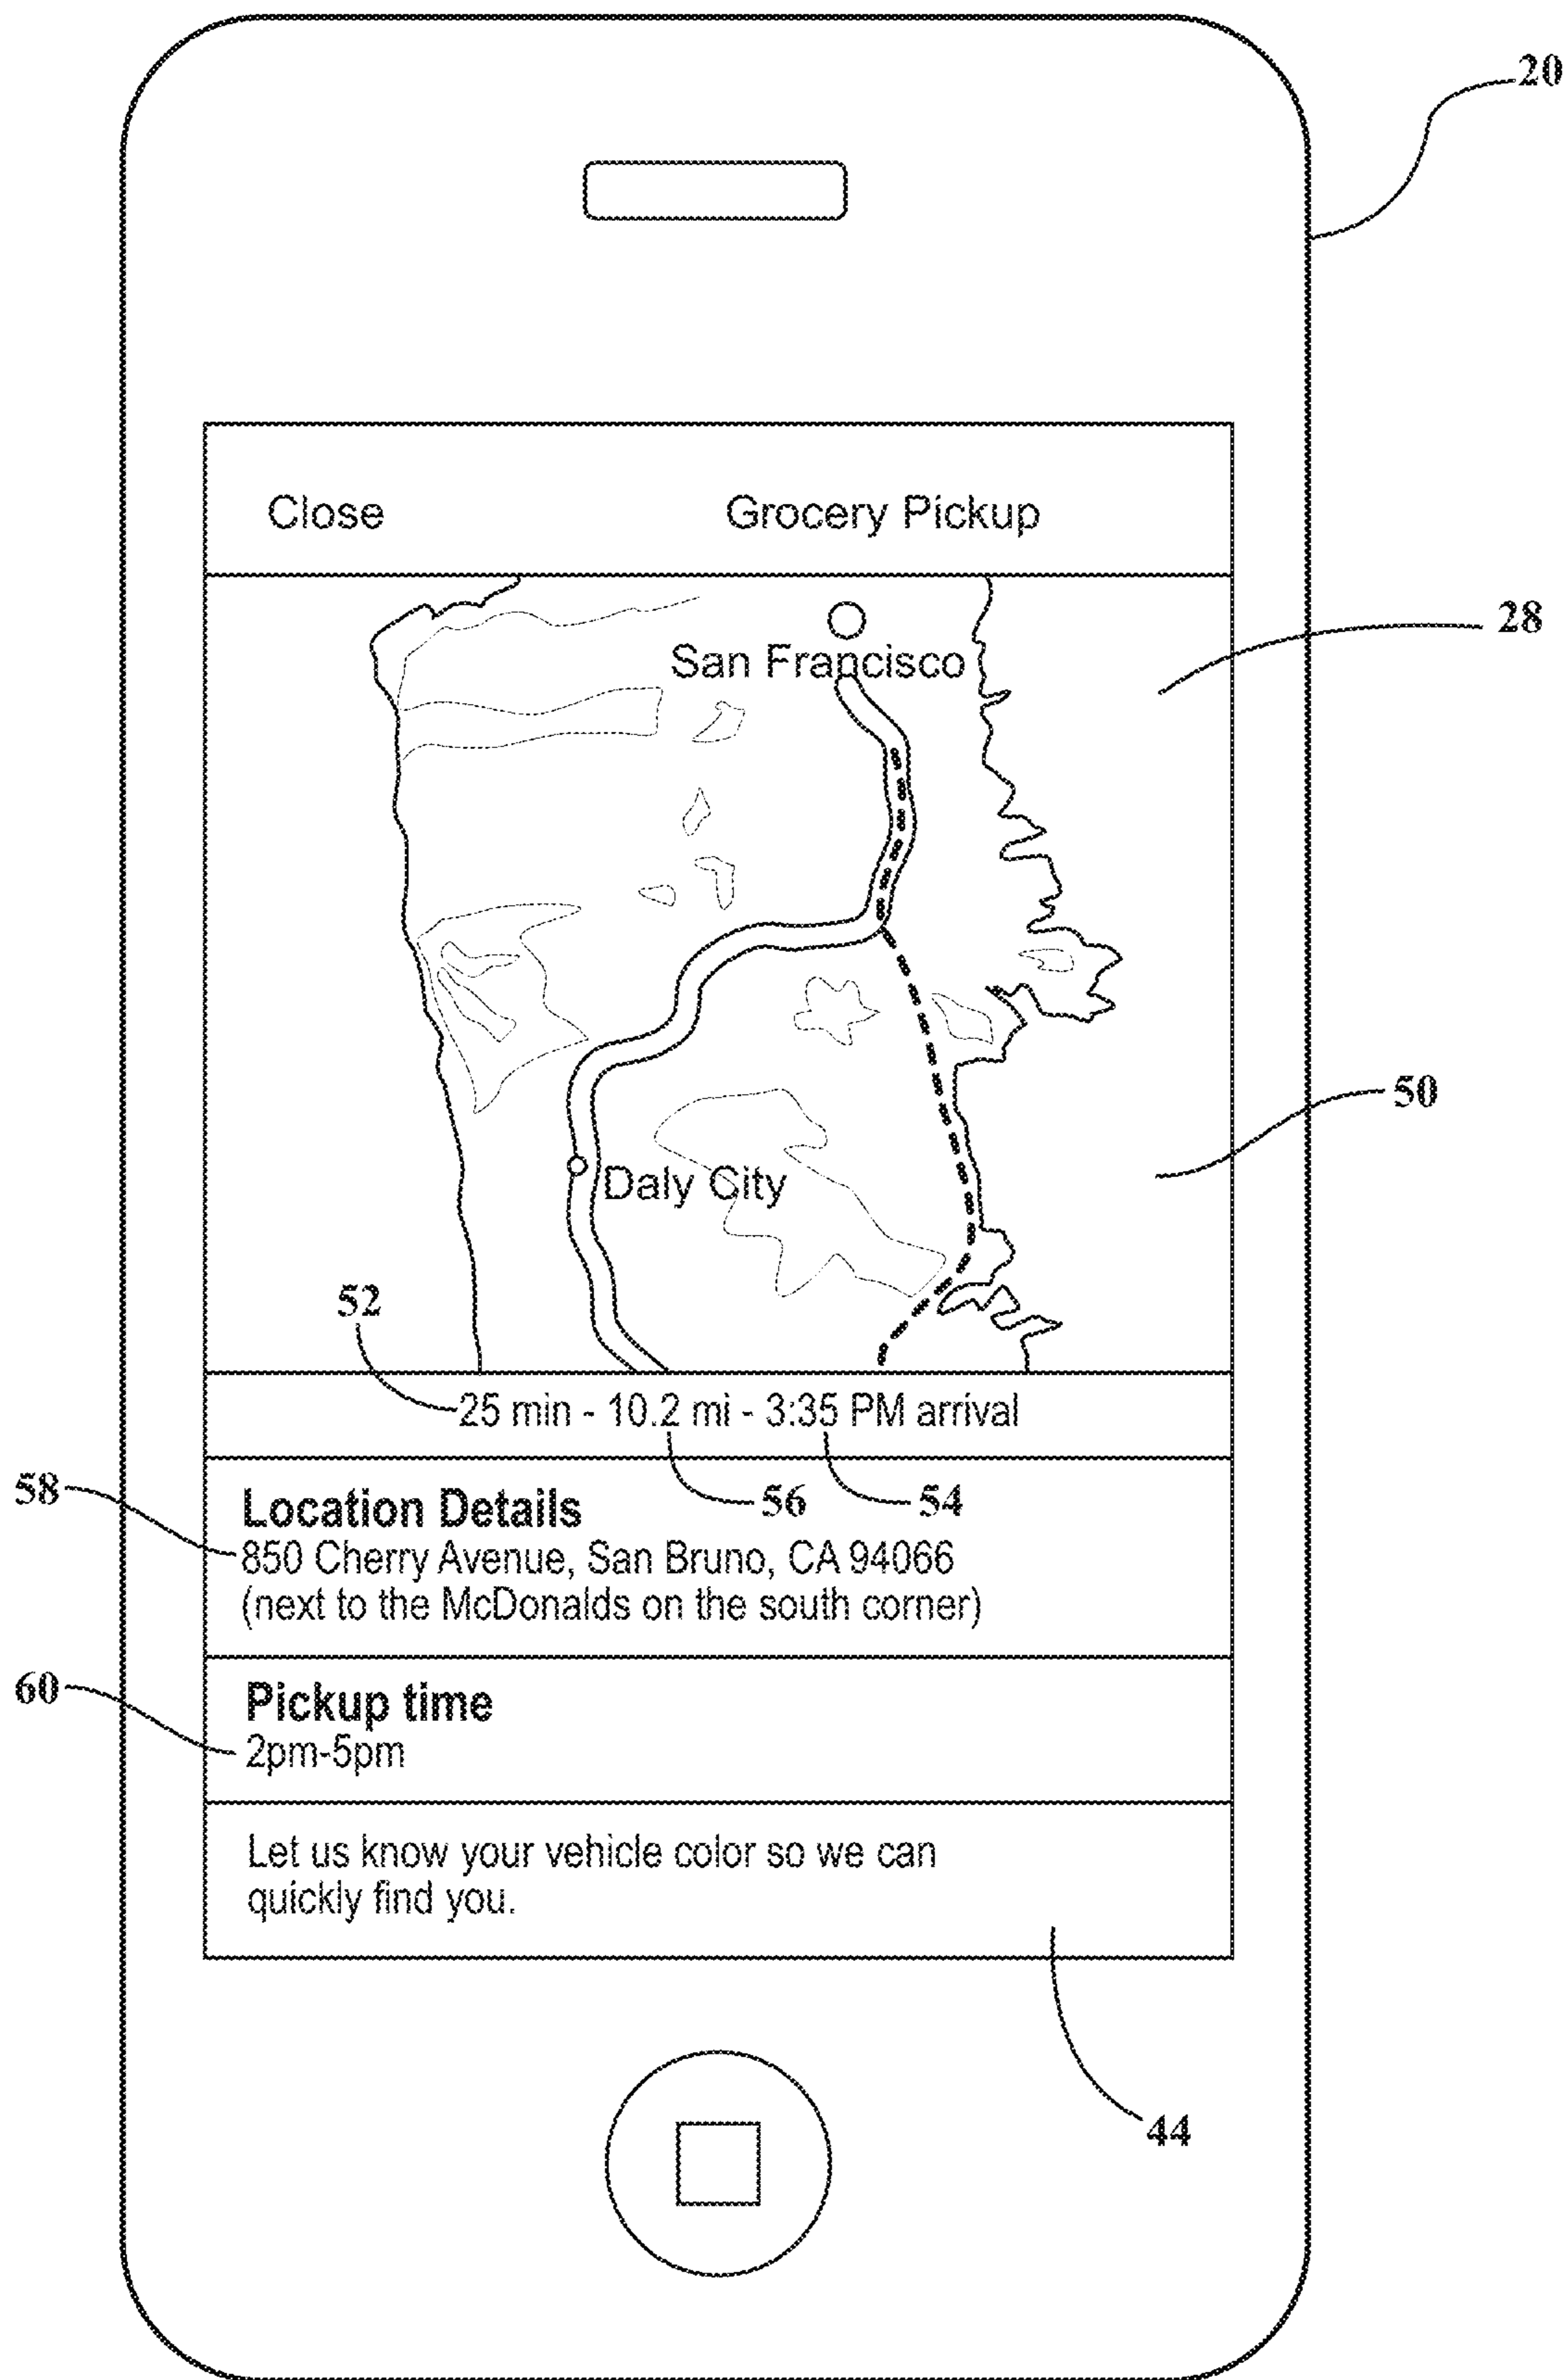 20
Close Grocery Pickup
28
San Francisco
50
Daly City
52
25 min - 10.2 mi - 3:35 PM arrival
58
Location Details
56 54
850 Cherry Avenue, San Bruno, CA 94066
(next to the McDonalds on the south corner)
60
Pickup time
2pm-5pm
Let us know your vehicle color so we can
quickly find you.
44